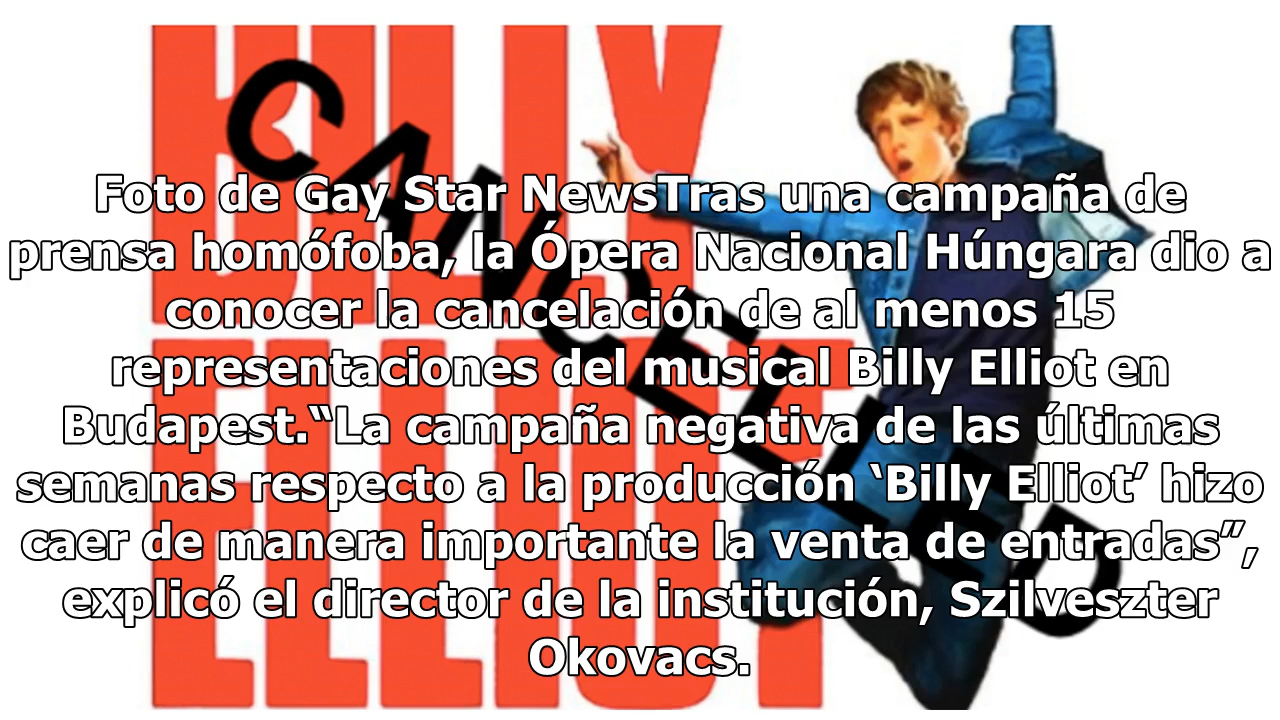 BILLY
ELLIOT
CANCELLED
Foto de Gay Star NewsTras una campaña de
prensa homófoba, la Ópera Nacional Húngara dio a
conocer la cancelación de al menos 15
representaciones del musical Billy Elliot en
Budapest.“La campaña negativa de las últimas
semanas respecto a la producción ‘Billy Elliot’ hizo
caer de manera importante la venta de entradas”,
explicó el director de la institución, Szilveszter
Okovacs.